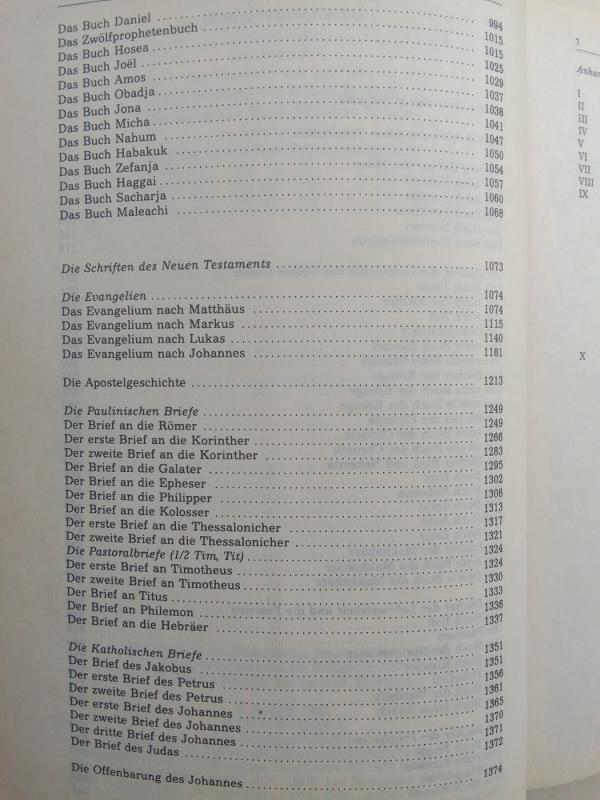 Das Buch Daniel 994
Das Zwölfprophetenbuch 1015
Das Buch Hosea 1015
Das Buch Joël 1025
Das Buch Amos 1029
Das Buch Obadja 1037
Das Buch Jona 1038
Das Buch Micha 1041
Das Buch Nahum 1047
Das Buch Habakuk 1050
Das Buch Zefanja 1054
Das Buch Haggai 1057
Das Buch Sacharja 1060
Das Buch Maleachi 1068
Die Schriften des Neuen Testaments 1073
Die Evangelien 1074
Das Evangelium nach Matthäus 1074
Das Evangelium nach Markus 1115
Das Evangelium nach Lukas 1140
Das Evangelium nach Johannes 1181
Die Apostelgeschichte 1213
Die Paulinischen Briefe 1249
Der Brief an die Römer 1249
Der erste Brief an die Korinther 1266
Der zweite Brief an die Korinther 1283
Der Brief an die Galater 1295
Der Brief an die Epheser 1302
Der Brief an die Philipper 1308
Der Brief an die Kolosser 1313
Der erste Brief an die Thessalonicher 1317
Der zweite Brief an die Thessalonicher 1321
Die Pastoralbriefe (1/2 Tim, Tit) 1324
Der erste Brief an Timotheus 1324
Der zweite Brief an Timotheus 1330
Der Brief an Titus 1333
Der Brief an Philemon 1336
Der Brief an die Hebräer 1337
Die Katholischen Briefe 1351
Der Brief des Jakobus 1351
Der erste Brief des Petrus 1356
Der zweite Brief des Petrus 1361
Der erste Brief des Johannes 1365
Der zweite Brief des Johannes 1370
Der dritte Brief des Johannes 1371
Der Brief des Judas 1372
Die Offenbarung des Johannes 1374
Anhan
I
II
III
IV
V
VI
VII
VIII
IX
X